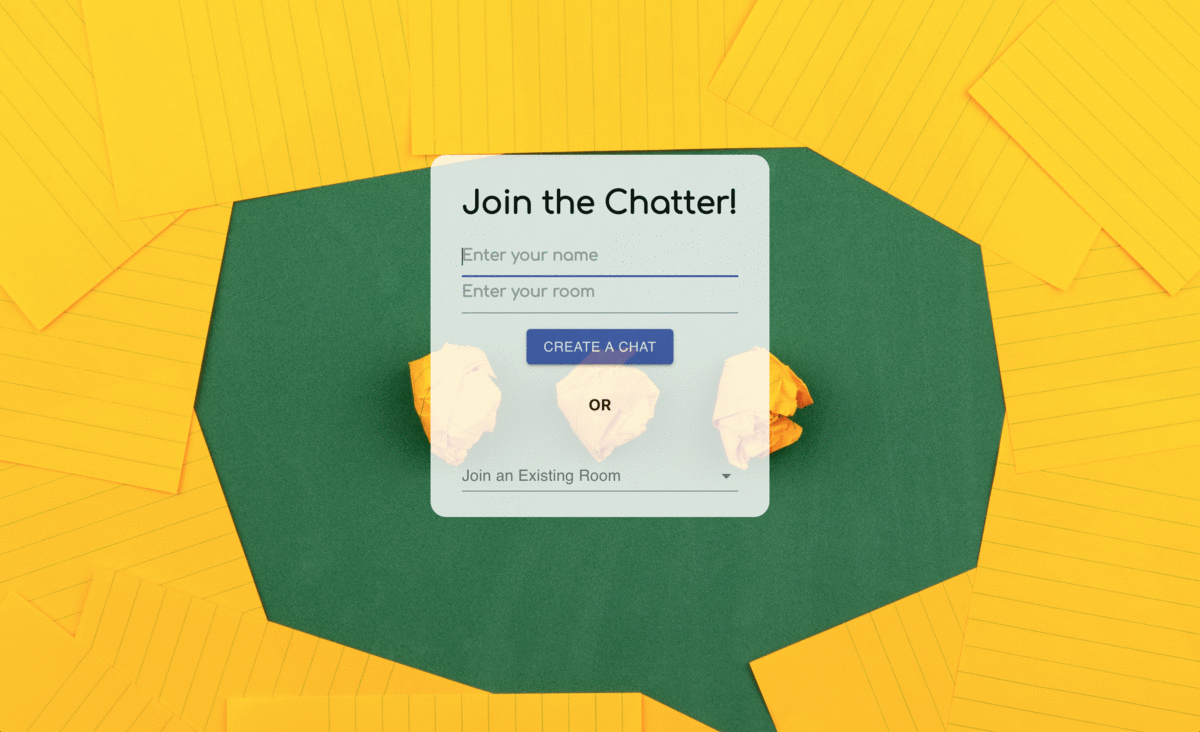 Join the Chatter!
Enter your name
Enter your room
CREATE A CHAT
OR
Join an Existing Room